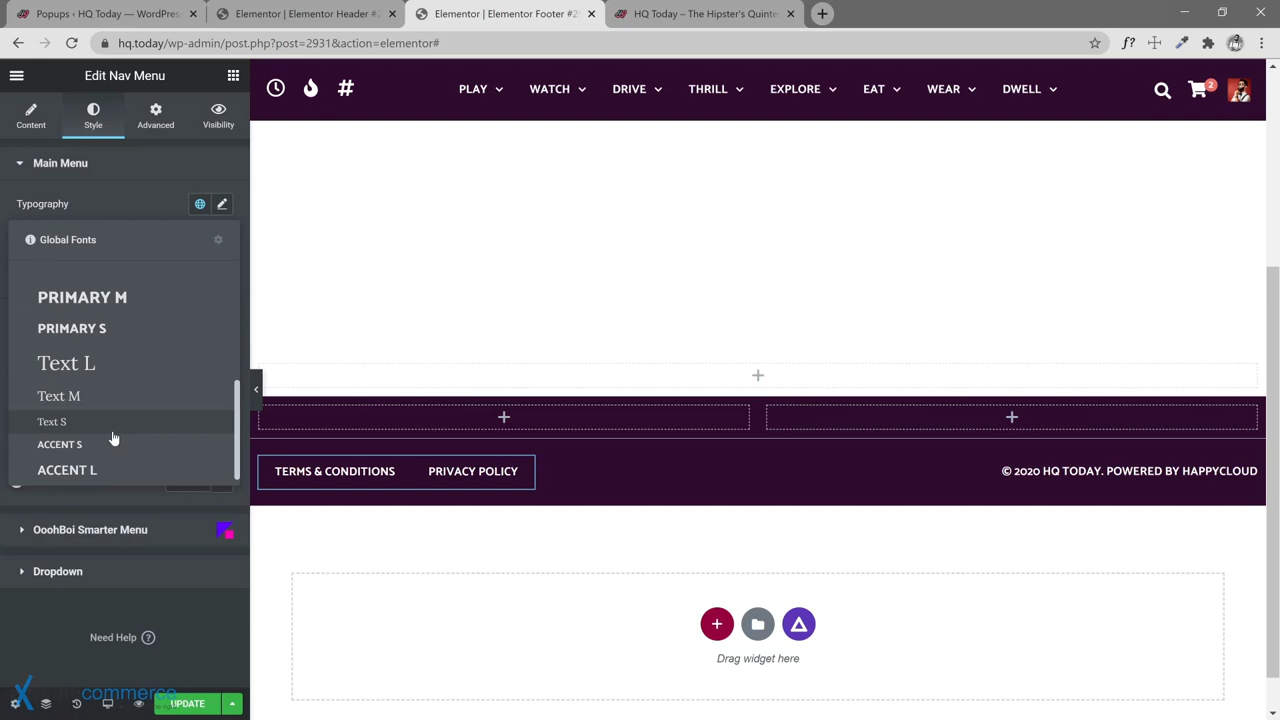 Popups ‹ HQ Today — WordPres
Elementor | Elementor Header #2
Elementor | Elementor Footer #2
HQ Today – The Hipster's Quinte
hq.today/wp-admin/post.php?post=2931&action=elementor#
Edit Nav Menu
Content
Style
Advanced
Visibility
Main Menu
Typography
Global Fonts
PRIMARY M
PRIMARY S
Text L
Text M
Text S
ACCENT S
ACCENT L
OoohBoi Smarter Menu
Dropdown
Need Help
commerce
UPDATE
PLAY WATCH DRIVE THRILL EXPLORE EAT WEAR DWELL
2
TERMS & CONDITIONS PRIVACY POLICY
© 2020 HQ TODAY. POWERED BY HAPPYCLOUD
Drag widget here